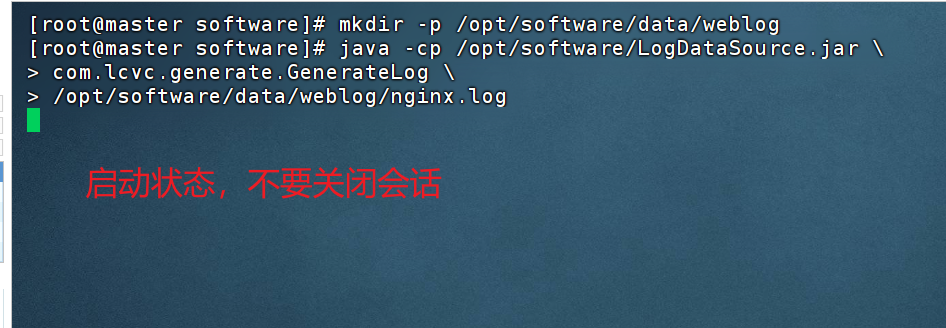 [root@master software]# mkdir -p /opt/software/data/weblog
[root@master software]# java -cp /opt/software/LogDataSource.jar \
> com.lcvc.generate.GenerateLog \
> /opt/software/data/weblog/nginx.log
启动状态，不要关闭会话